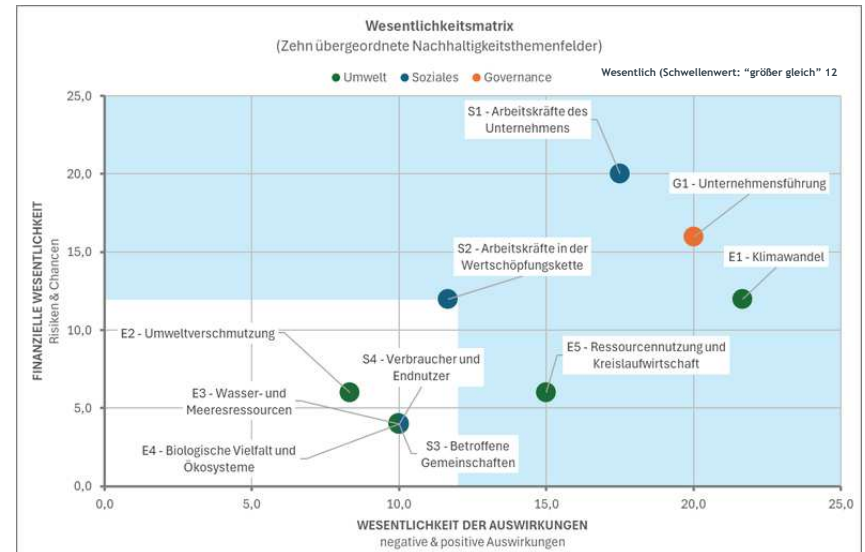 Wesentlichkeitsmatrix
(Zehn übergeordnete Nachhaltigkeitsthemenfelder)
Umwelt Soziales Governance
Wesentlich (Schwellenwert: “größer gleich” 12
25,0
20,0
15,0
10,0
5,0
0,0
FINANZIELLE WESENTLICHKEIT
Risiken & Chancen
S1 - Arbeitskräfte des
Unternehmens
G1 - Unternehmensführung
S2 - Arbeitskräfte in der
Wertschöpfungskette
E1 - Klimawandel
E2 - Umweltverschmutzung
S4 - Verbraucher und
Endnutzer
E5 - Ressourcennutzung und
Kreislaufwirtschaft
E3 - Wasser- und
Meeresressourcen
E4 - Biologische Vielfalt und
Ökosysteme
S3 - Betroffene
Gemeinschaften
0,0 5,0 10,0 15,0 20,0 25,0
WESENTLICHKEIT DER AUSWIRKUNGEN
negative & positive Auswirkungen